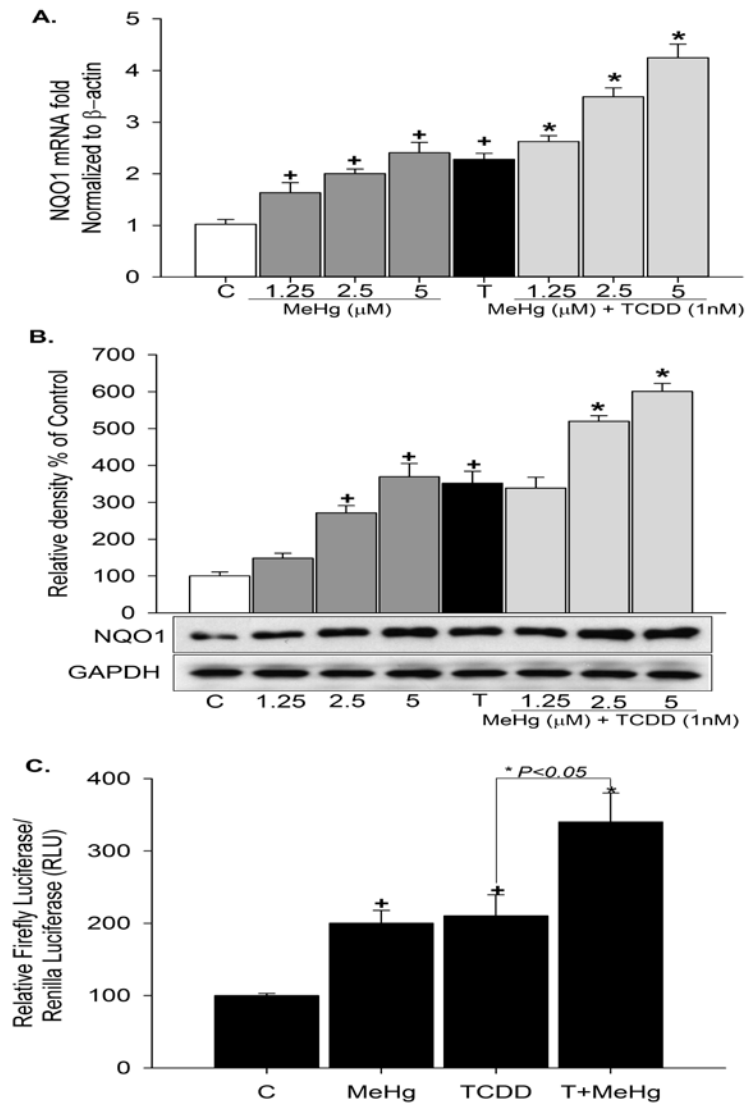 A.
NQO1 mRNA fold
Normalized to β−actin
5
4
3
2
1
0
+
+
+
+
*
*
*
C 1.25 2.5 5 T 1.25 2.5 5
MeHg (μM) MeHg (μM) + TCDD (1nM)
B.
Relative density % of Control
700
600
500
400
300
200
100
0
+
+
+
*
*
NQO1
GAPDH
C 1.25 2.5 5 T 1.25 2.5 5
MeHg (μM) + TCDD (1nM)
C.
Relative Firefly Luciferase/
Renilla Luciferase (RLU)
400
300
200
100
0
* P<0.05
+
+
*
C MeHg TCDD T+MeHg